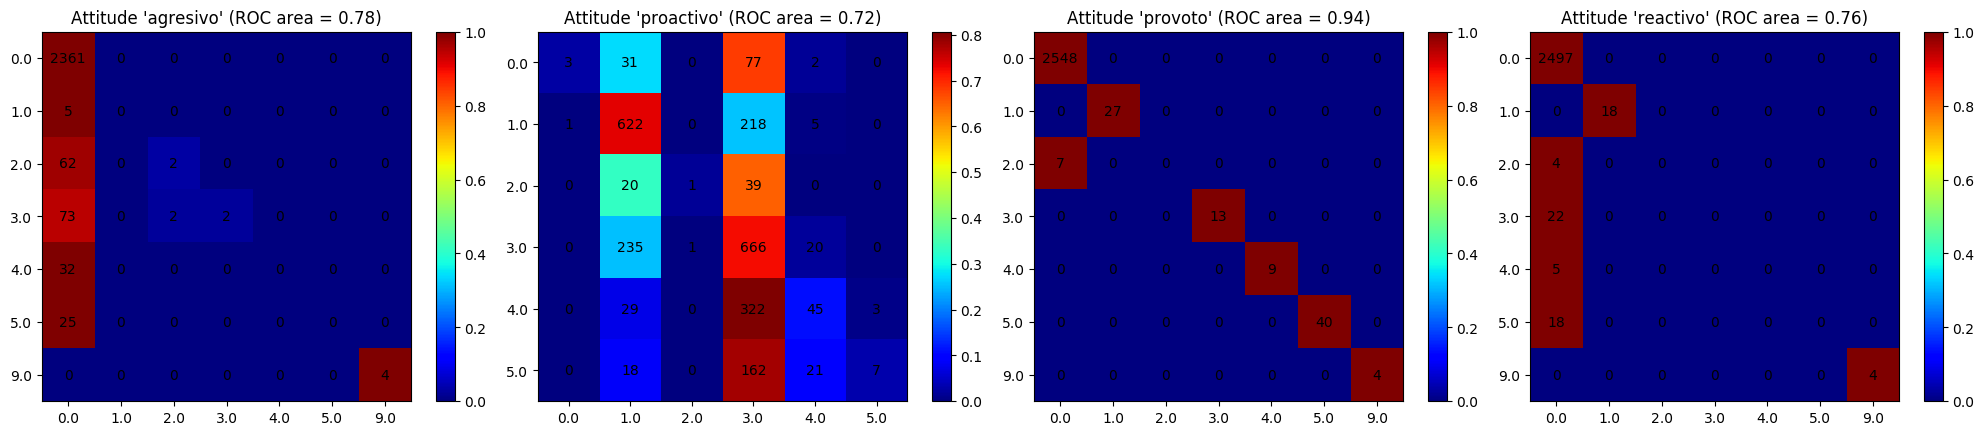 Attitude 'agresivo' (ROC area = 0.78)
0.0 2361 0 0 0 0 0 0
1.0 5 0 0 0 0 0 0
2.0 62 0 2 0 0 0 0
3.0 73 0 2 2 0 0 0
4.0 32 0 0 0 0 0 0
5.0 25 0 0 0 0 0 0
9.0 0 0 0 0 0 0 4
0.0 1.0 2.0 3.0 4.0 5.0 9.0
1.0
0.8
0.6
0.4
0.2
0.0
Attitude 'proactivo' (ROC area = 0.72)
0.0 3 31 0 77 2 0
1.0 1 622 0 218 5 0
2.0 0 20 1 39 0 0
3.0 0 235 1 666 20 0
4.0 0 29 0 322 45 3
5.0 0 18 0 162 21 7
0.0 1.0 2.0 3.0 4.0 5.0
0.8
0.7
0.6
0.5
0.4
0.3
0.2
0.1
0.0
Attitude 'provoto' (ROC area = 0.94)
0.0 2548 0 0 0 0 0 0
1.0 0 27 0 0 0 0 0
2.0 7 0 0 0 0 0 0
3.0 0 0 0 13 0 0 0
4.0 0 0 0 0 9 0 0
5.0 0 0 0 0 0 40 0
9.0 0 0 0 0 0 0 4
0.0 1.0 2.0 3.0 4.0 5.0 9.0
1.0
0.8
0.6
0.4
0.2
0.0
Attitude 'reactivo' (ROC area = 0.76)
0.0 2497 0 0 0 0 0 0
1.0 0 18 0 0 0 0 0
2.0 4 0 0 0 0 0 0
3.0 22 0 0 0 0 0 0
4.0 5 0 0 0 0 0 0
5.0 18 0 0 0 0 0 0
9.0 0 0 0 0 0 0 4
0.0 1.0 2.0 3.0 4.0 5.0 9.0
1.0
0.8
0.6
0.4
0.2
0.0